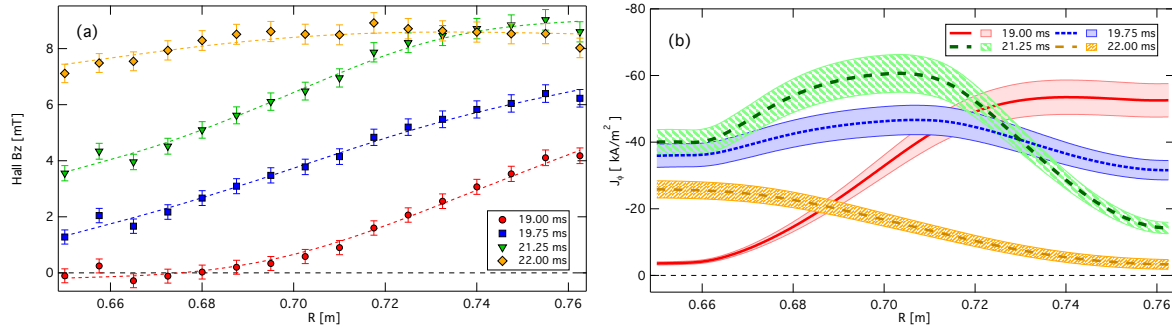 (a)
8
6
4
2
0
Hall Bz [mT]
19.00 ms
19.75 ms
21.25 ms
22.00 ms
0.66
0.68
0.70
0.72
0.74
0.76
R [m]
(b)
-80
-60
-40
-20
0
J_φ [ kA/m²]
19.00 ms
19.75 ms
21.25 ms
22.00 ms
0.66
0.68
0.70
0.72
0.74
0.76
R [m]